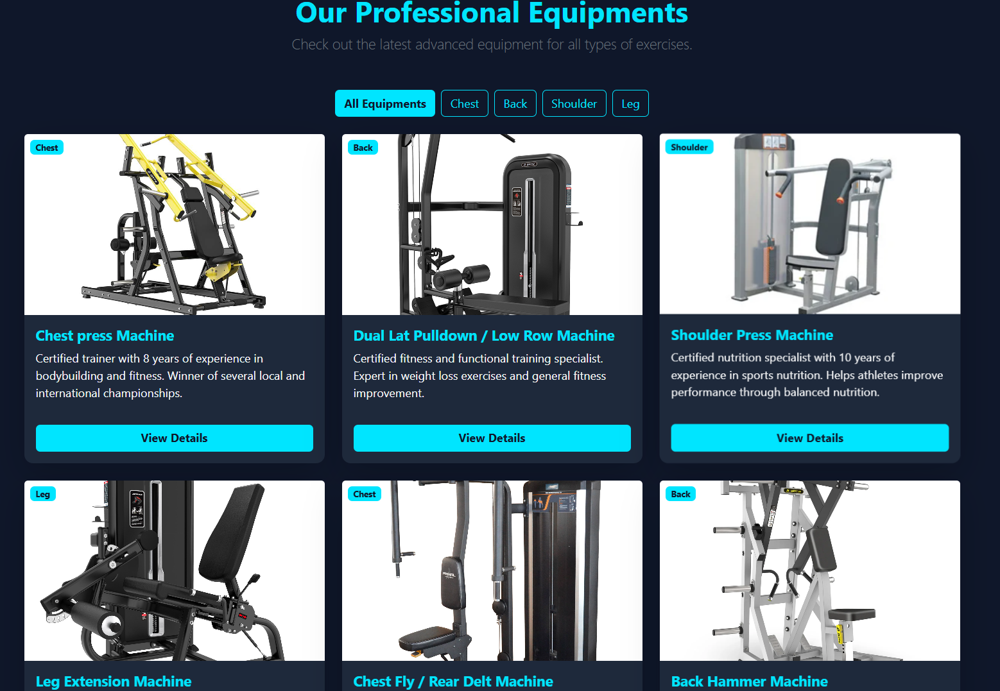 Our Professional Equipments
Check out the latest advanced equipment for all types of exercises.
All Equipments
Chest
Back
Shoulder
Leg
Chest
Back
Shoulder
Chest press Machine
Certified trainer with 8 years of experience in
bodybuilding and fitness. Winner of several local and
international championships.
View Details
Dual Lat Pulldown / Low Row Machine
Certified fitness and functional training specialist.
Expert in weight loss exercises and general fitness
improvement.
View Details
Shoulder Press Machine
Certified nutrition specialist with 10 years of
experience in sports nutrition. Helps athletes improve
performance through balanced nutrition.
View Details
Leg
Chest
Back
PRIMAL
Leg Extension Machine
Chest Fly / Rear Delt Machine
Back Hammer Machine